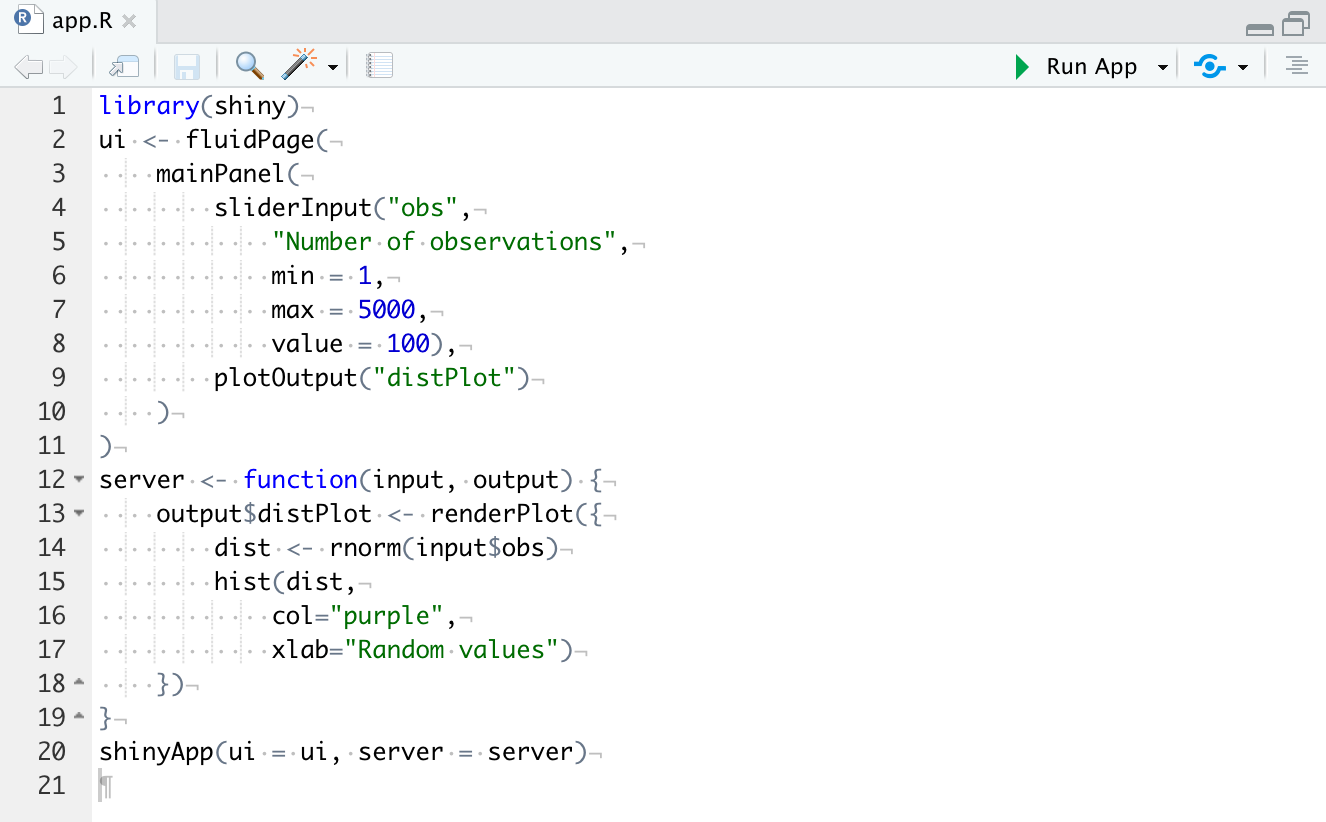 app.R
Run App
1 library(shiny)¬
2 ui <- fluidPage(¬
3     mainPanel(¬
4         sliderInput("obs",¬
5             "Number of observations",¬
6             min = 1,¬
7             max = 5000,¬
8             value = 100),¬
9         plotOutput("distPlot")¬
10     )¬
11 )¬
12 server <- function(input, output) {¬
13     output$distPlot <- renderPlot({¬
14         dist <- rnorm(input$obs)¬
15         hist(dist,¬
16             col="purple",¬
17             xlab="Random values")¬
18     })¬
19 }¬
20 shinyApp(ui = ui, server = server)¬
21 ¶